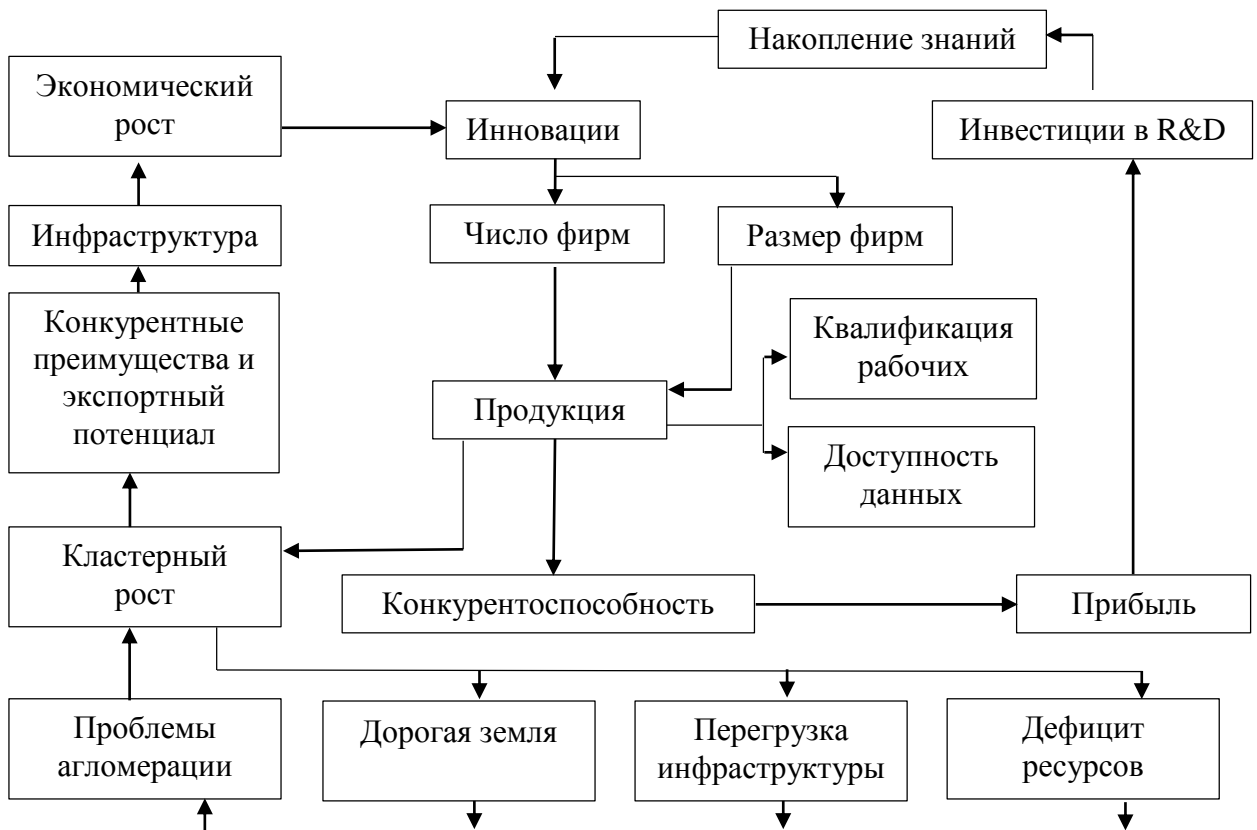 Накопление знаний
Экономический
рост
Инновации
Инвестиции в R&D
Инфраструктура
Число фирм
Размер фирм
Конкурентные
преимущества и
экспортный
потенциал
Квалификация
рабочих
Продукция
Доступность
данных
Кластерный
рост
Конкурентоспособность
Прибыль
Проблемы
агломерации
Дорогая земля
Перегрузка
инфраструктуры
Дефицит
ресурсов